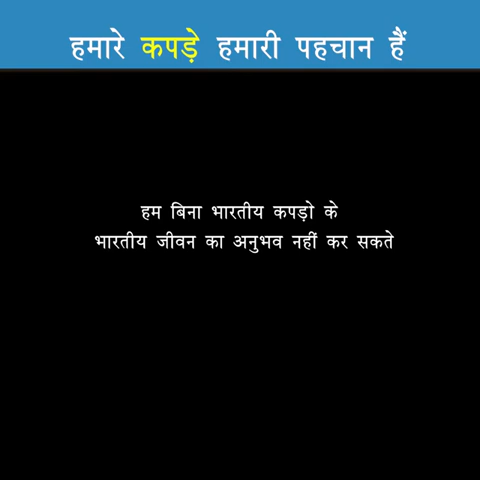 हमारे कपड़े हमारी पहचान हैं
हम बिना भारतीय कपड़ो के
भारतीय जीवन का अनुभव नहीं कर सकते